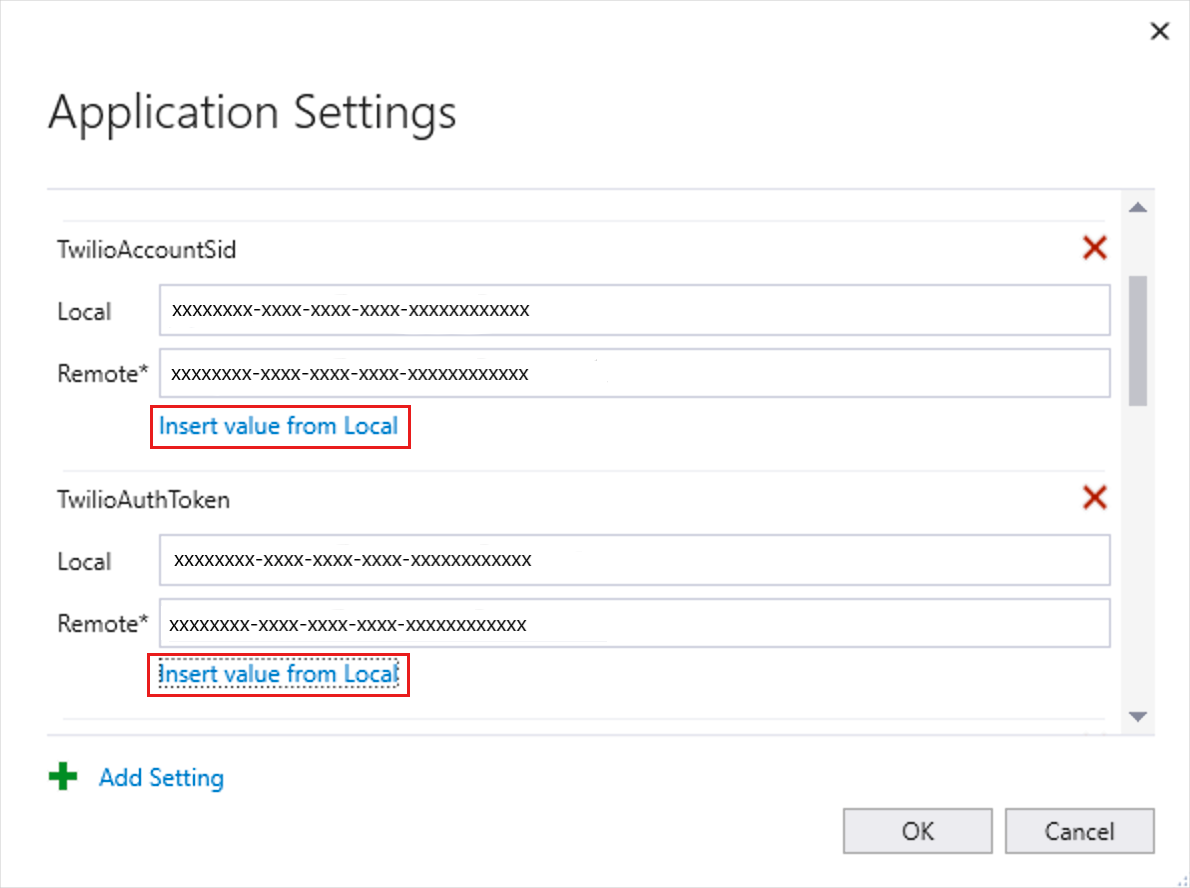 Application Settings
TwilioAccountSid
Local xxxxxxxx-xxxx-xxxx-xxxx-xxxxxxxxxxxx
Remote* xxxxxxxx-xxxx-xxxx-xxxx-xxxxxxxxxxxx
Insert value from Local
TwilioAuthToken
Local xxxxxxxx-xxxx-xxxx-xxxx-xxxxxxxxxxxx
Remote* xxxxxxxx-xxxx-xxxx-xxxx-xxxxxxxxxxxx
Insert value from Local
Add Setting
OK Cancel